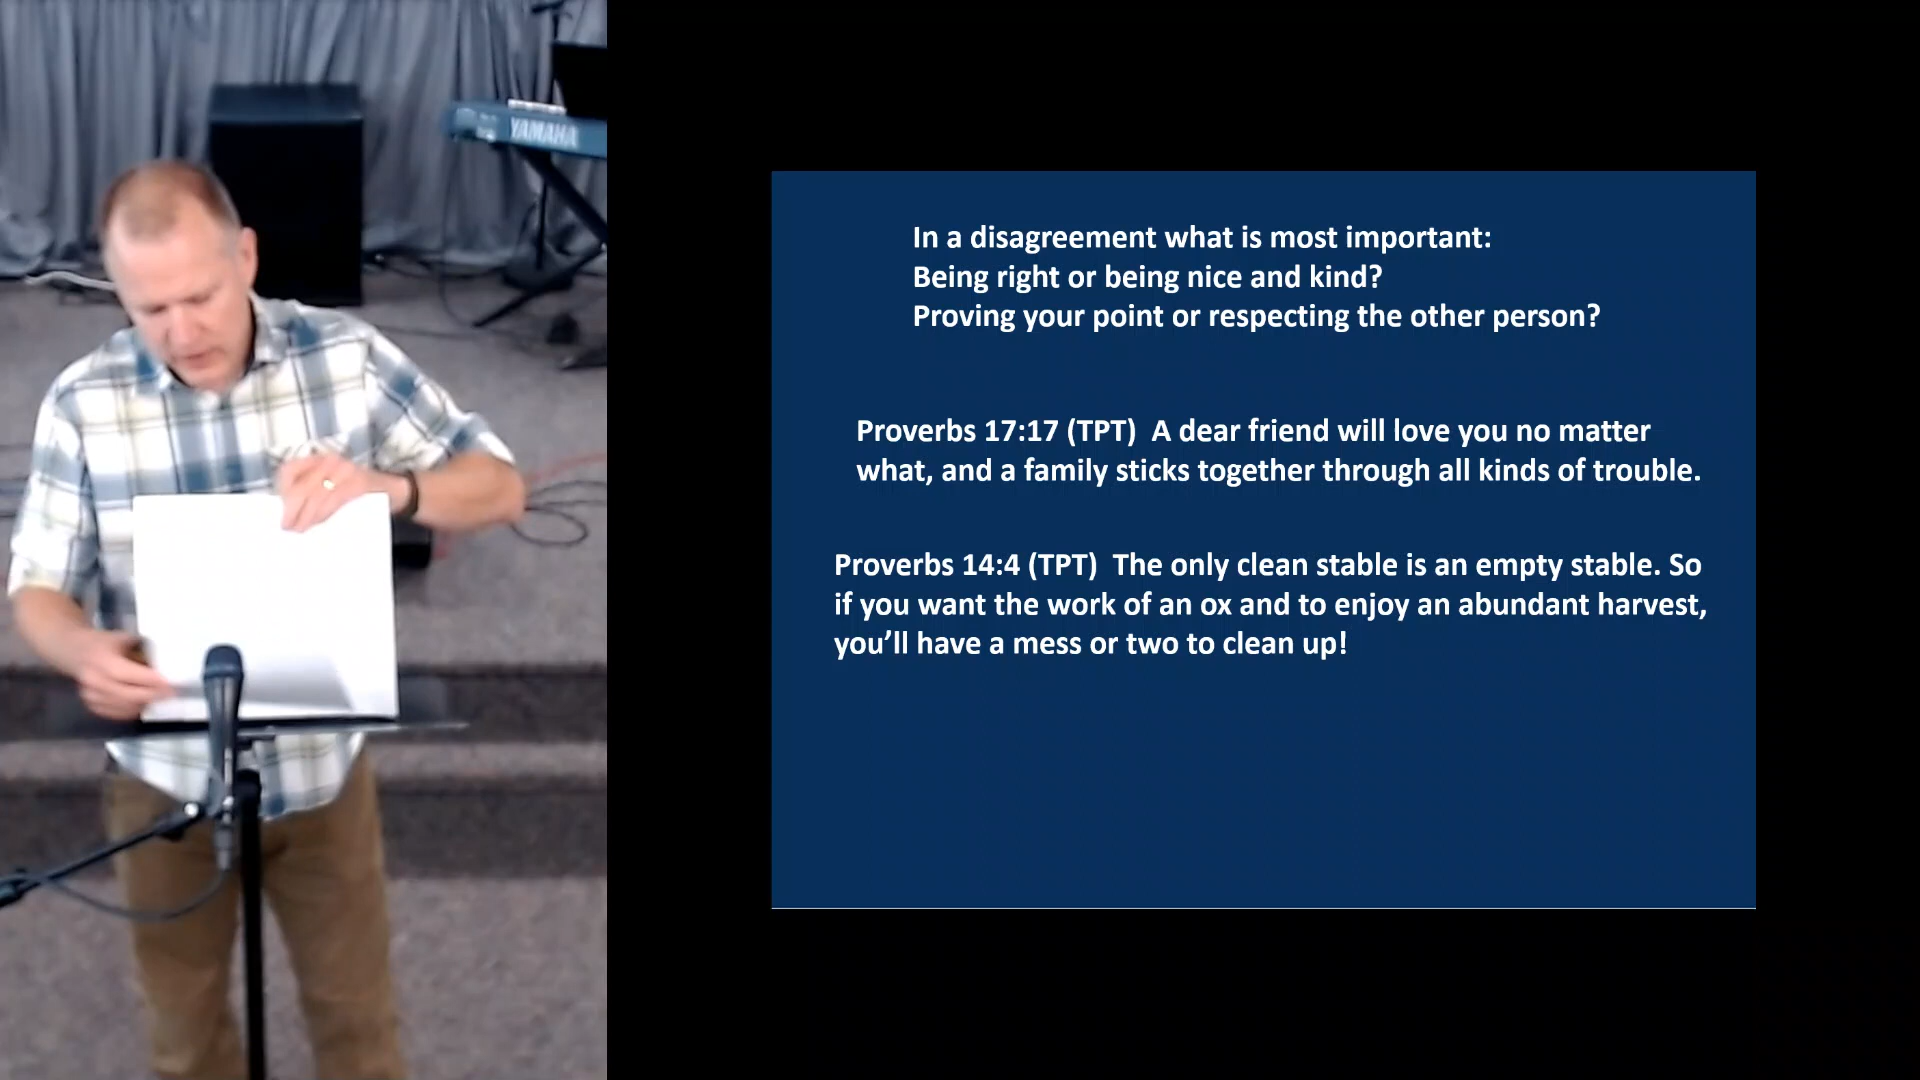 YAMAHA
In a disagreement what is most important:
Being right or being nice and kind?
Proving your point or respecting the other person?
Proverbs 17:17 (TPT)  A dear friend will love you no matter
what, and a family sticks together through all kinds of trouble.
Proverbs 14:4 (TPT)  The only clean stable is an empty stable. So
if you want the work of an ox and to enjoy an abundant harvest,
you’ll have a mess or two to clean up!